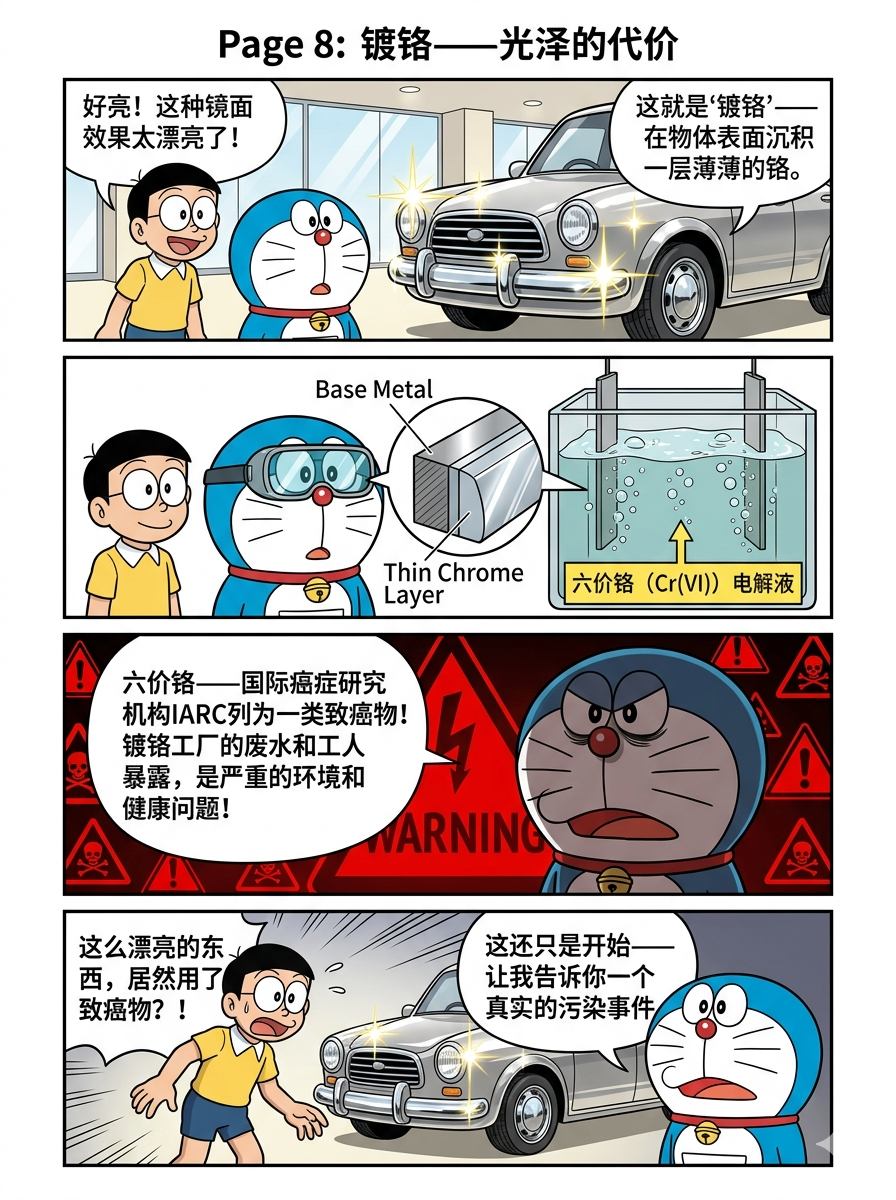 Page 8: 镀铬——光泽的代价
好亮！这种镜面
效果太漂亮了！
这就是‘镀铬’——
在物体表面沉积
一层薄薄的铬。
Base Metal
Thin Chrome
Layer
六价铬（Cr(VI)）电解液
六价铬——国际癌症研究
机构IARC列为一类致癌物！
镀铬工厂的废水和工人
暴露，是严重的环境和
健康问题！
WARNING
这么漂亮的东
西，居然用了
致癌物？！
这还只是开始——
让我告诉你一个
真实的污染事件